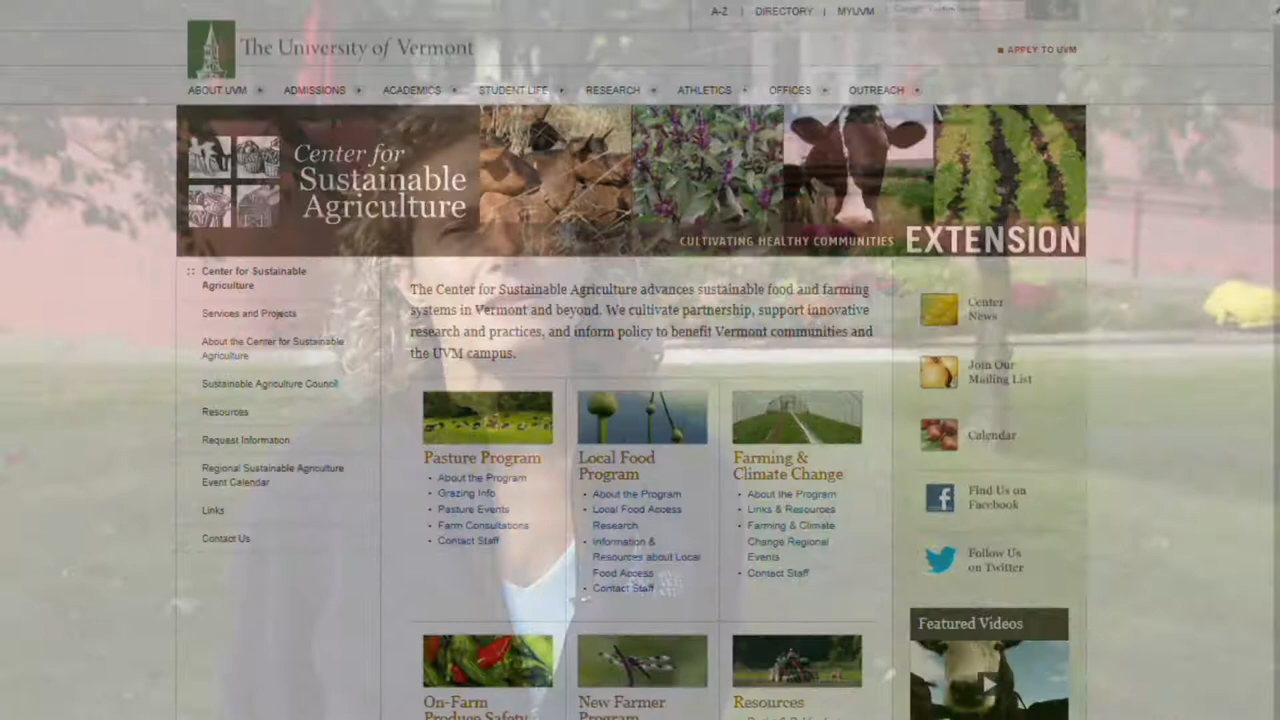 A-Z | DIRECTORY | MYUVM
The University of Vermont
APPLY TO UVM
ABOUT UVM ADMISSIONS ACADEMICS STUDENT LIFE RESEARCH ATHLETICS OFFICES OUTREACH
Center for
Sustainable
Agriculture
CULTIVATING HEALTHY COMMUNITIES EXTENSION
Center for Sustainable
Agriculture
Services and Projects
About the Center for Sustainable
Agriculture
Sustainable Agriculture Council
Resources
Request Information
Regional Sustainable Agriculture
Event Calendar
Links
Contact Us
The Center for Sustainable Agriculture advances sustainable food and farming
systems in Vermont and beyond. We cultivate partnership, support innovative
research and practices, and inform policy to benefit Vermont communities and
the UVM campus.
Pasture Program
• About the Program
• Grazing Info
• Pasture Events
• Farm Consultations
• Contact Staff
Local Food
Program
• About the Program
• Local Food Access
Research
• Information &
Resources about Local
Food Access
• Contact Staff
Farming &
Climate Change
• About the Program
• Links & Resources
• Farming & Climate
Change Regional
Events
• Contact Staff
On-Farm
Produce Safety
New Farmer
Program
Resources
Center
News
Join Our
Mailing List
Calendar
Find Us on
Facebook
Follow Us
on Twitter
Featured Videos